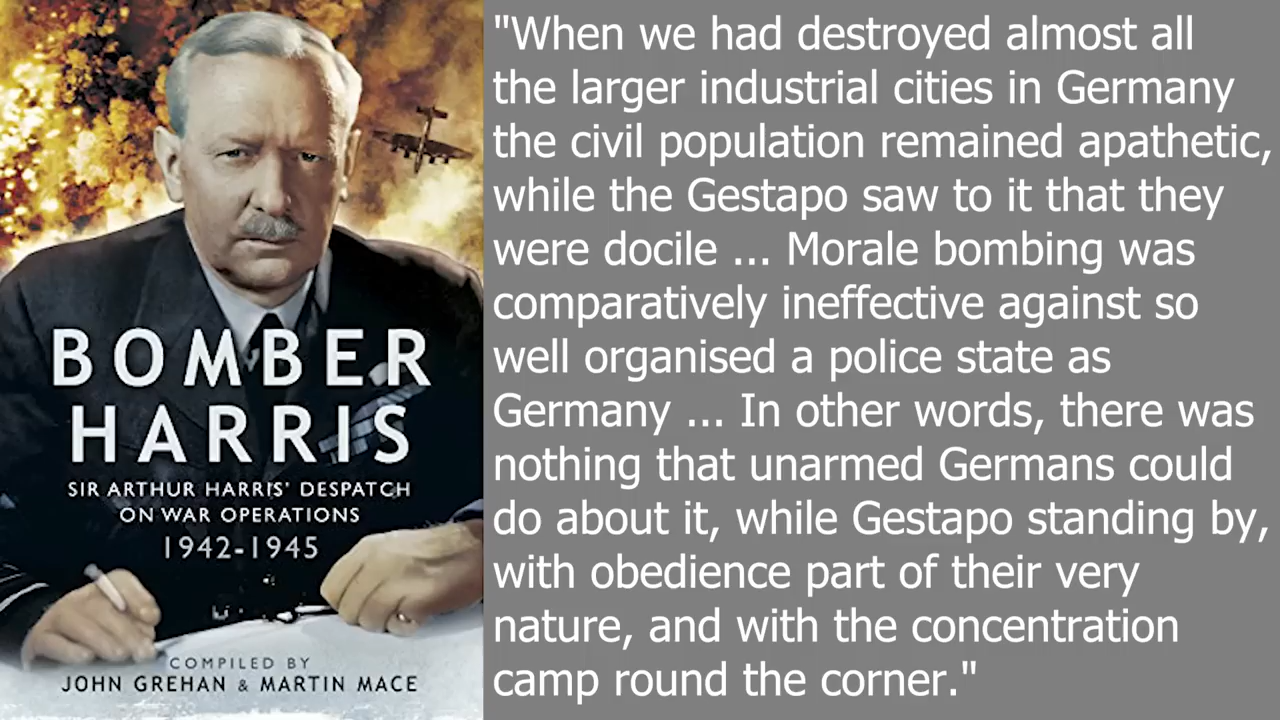 BOMBER
HARRIS
SIR ARTHUR HARRIS' DESPATCH
ON WAR OPERATIONS
1942-1945
COMPILED BY
JOHN GREHAN & MARTIN MACE
"When we had destroyed almost all
the larger industrial cities in Germany
the civil population remained apathetic,
while the Gestapo saw to it that they
were docile ... Morale bombing was
comparatively ineffective against so
well organised a police state as
Germany ... In other words, there was
nothing that unarmed Germans could
do about it, while Gestapo standing by,
with obedience part of their very
nature, and with the concentration
camp round the corner."